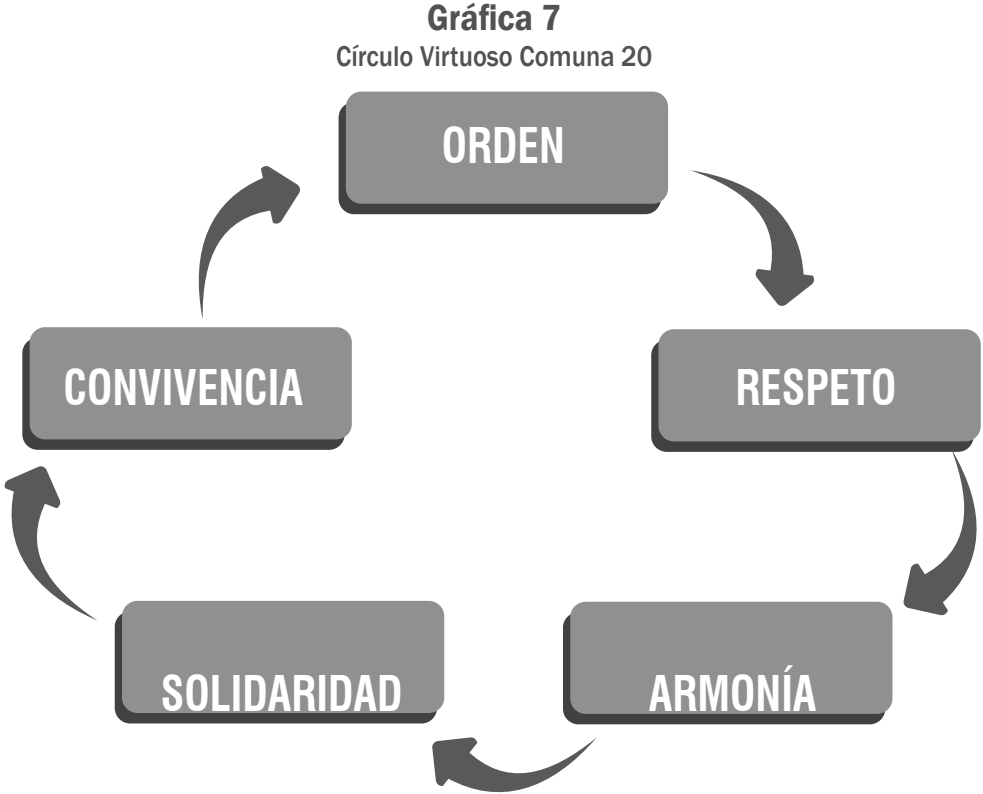 Gráfica 7
Círculo Virtuoso Comuna 20
ORDEN
RESPETO
ARMONÍA
SOLIDARIDAD
CONVIVENCIA